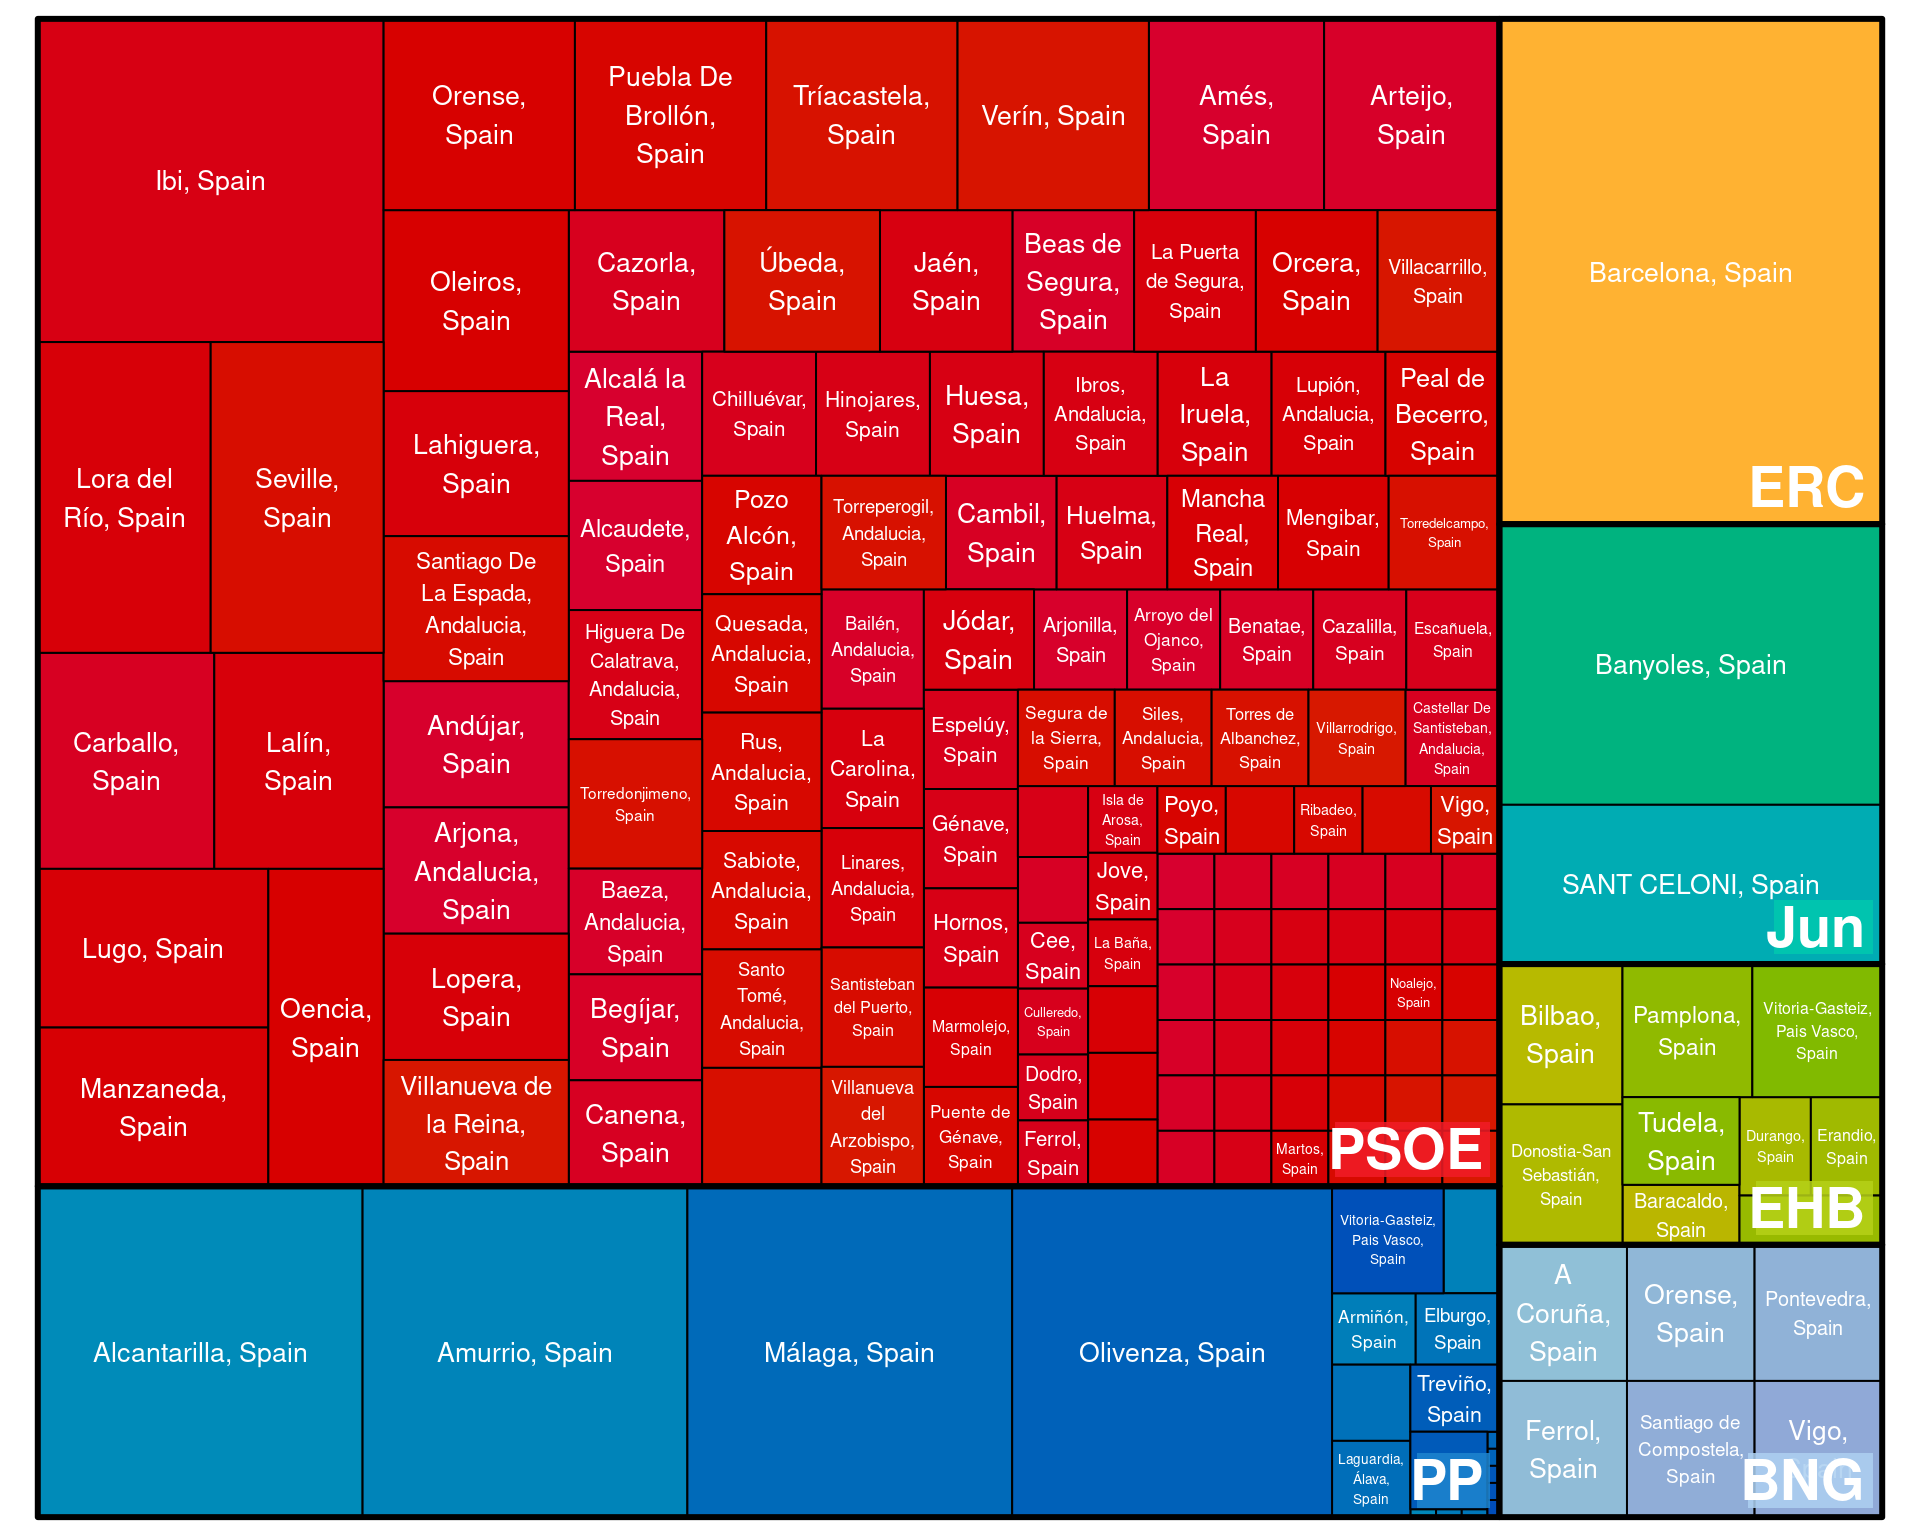 Ibi, Spain
Orense,
Spain
Puebla De
Brollón,
Spain
Tríacastela,
Spain
Verín, Spain
Amés,
Spain
Arteijo,
Spain
Lora del
Río, Spain
Seville,
Spain
Carballo,
Spain
Lalín,
Spain
Lugo, Spain
Manzaneda,
Spain
Oencia,
Spain
Oleiros,
Spain
Lahiguera,
Spain
Santiago De
La Espada,
Andalucia,
Spain
Andújar,
Spain
Arjona,
Andalucia,
Spain
Lopera,
Spain
Villanueva de
la Reina,
Spain
Cazorla,
Spain
Úbeda,
Spain
Jaén,
Spain
Beas de
Segura,
Spain
La Puerta
de Segura,
Spain
Orcera,
Spain
Villacarrillo,
Spain
Alcalá la
Real,
Spain
Alcaudete,
Spain
Higuera De
Calatrava,
Andalucia,
Spain
Torredonjimeno,
Spain
Baeza,
Andalucia,
Spain
Begíjar,
Spain
Canena,
Spain
Chilluévar,
Spain
Hinojares,
Spain
Huesa,
Spain
Ibros,
Andalucia,
Spain
La
Iruela,
Spain
Lupión,
Andalucia,
Spain
Peal de
Becerro,
Spain
Pozo
Alcón,
Spain
Quesada,
Andalucia,
Spain
Rus,
Andalucia,
Spain
Sabiote,
Andalucia,
Spain
Santo
Tomé,
Andalucia,
Spain
Torreperogil,
Andalucia,
Spain
Cambil,
Spain
Huelma,
Spain
Mancha
Real,
Spain
Mengibar,
Spain
Torredelcampo,
Spain
Bailén,
Andalucia,
Spain
La
Carolina,
Spain
Linares,
Andalucia,
Spain
Santisteban
del Puerto,
Spain
Villanueva
del
Arzobispo,
Spain
Jódar,
Spain
Arjonilla,
Spain
Arroyo del
Ojanco,
Spain
Benatae,
Spain
Cazalilla,
Spain
Escañuela,
Spain
Espelúy,
Spain
Génave,
Spain
Hornos,
Spain
Marmolejo,
Spain
Puente de
Génave,
Spain
Segura de
la Sierra,
Spain
Siles,
Andalucia,
Spain
Torres de
Albanchez,
Spain
Villarrodrigo,
Spain
Castellar De
Santisteban,
Andalucia,
Spain
Cee,
Spain
Culleredo,
Spain
Dodro,
Spain
Ferrol,
Spain
Isla de
Arosa,
Spain
Jove,
Spain
La Baña,
Spain
Poyo,
Spain
Ribadeo,
Spain
Vigo,
Spain
Noalejo,
Spain
Martos,
Spain
PSOE
Alcantarilla, Spain
Amurrio, Spain
Málaga, Spain
Olivenza, Spain
Vitoria-Gasteiz,
Pais Vasco,
Spain
Armiñón,
Spain
Elburgo,
Spain
Treviño,
Spain
Laguardia,
Álava,
Spain
PP
Barcelona, Spain
ERC
Banyoles, Spain
SANT CELONI, Spain
Jun
Bilbao,
Spain
Donostia-San
Sebastián,
Spain
Pamplona,
Spain
Vitoria-Gasteiz,
Pais Vasco,
Spain
Tudela,
Spain
Baracaldo,
Spain
Durango,
Spain
Erandio,
Spain
EHB
A
Coruña,
Spain
Orense,
Spain
Pontevedra,
Spain
Ferrol,
Spain
Santiago de
Compostela,
Spain
Vigo,
BNG